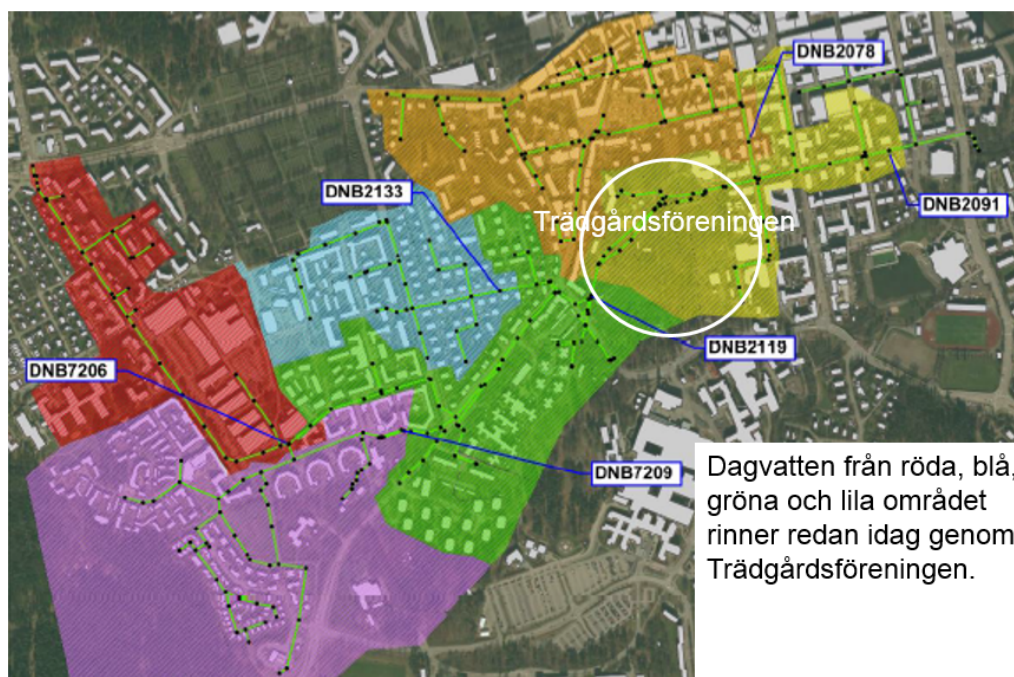 DNB2078
DNB2133
DNB2091
Trädgårdsföreningen
DNB2119
DNB7206
DNB7209
Dagvatten från röda, blå,
gröna och lila området
rinner redan idag genom
Trädgårdsföreningen.